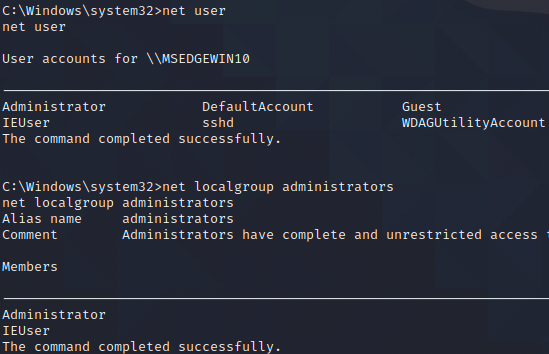 C:\Windows\system32>net user
net user
User accounts for \\MSEDGEWIN10
-------------------------------------------------------------------------------
Administrator            DefaultAccount           Guest
IEUser                   sshd                     WDAGUtilityAccount
The command completed successfully.
C:\Windows\system32>net localgroup administrators
net localgroup administrators
Alias name     administrators
Comment        Administrators have complete and unrestricted access
Members
-------------------------------------------------------------------------------
Administrator
IEUser
The command completed successfully.